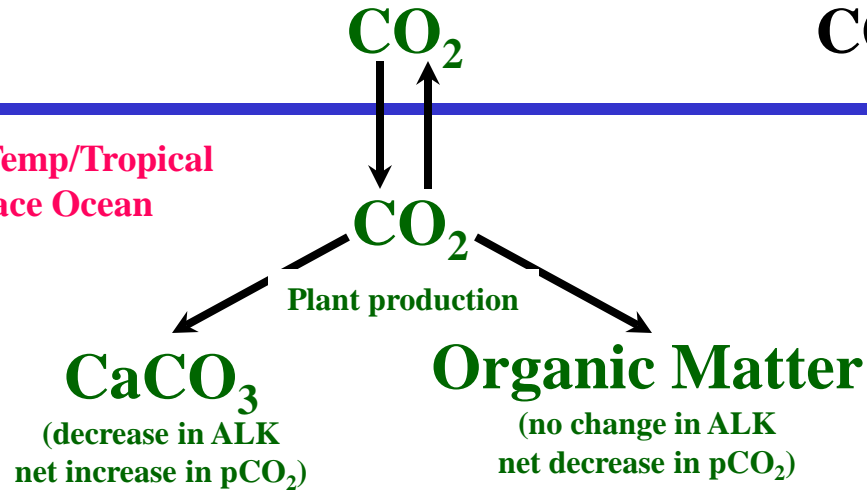 CO₂
Temp/Tropical
ace Ocean
CO₂
Plant production
CaCO₃
(decrease in ALK
net increase in pCO₂)
Organic Matter
(no change in ALK
net decrease in pCO₂)